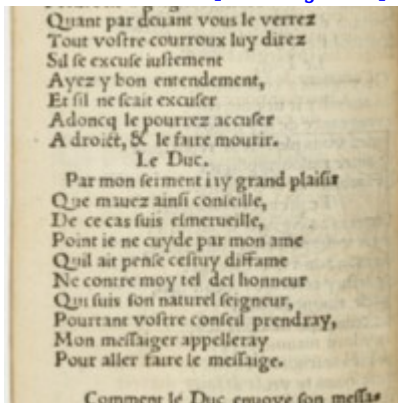 Quant par deuant vous le verrez
Tout voſtre courroux luy direz
Sil ſe excuſe iuſtement
Ayez y bon entendement,
Et ſil ne ſcait excuſer
Adoncq le pourrez accuſer
A droict, & le faire mourir.
Le Duc.
Par mon ſerment i ay grand plaiſir
Que mauez ainſi conſeille,
De ce cas ſuis eſmerueille,
Point ie ne cuyde par mon ame
Quil ait penſe ceſtuy diffame
Ne contre moy tel deſ honneur
Qui ſuis ſon naturel ſeigneur,
Pourtant voſtre conſeil prendray,
Mon meſſaiger appelleray
Pour aller faire le meſſaige.
Comment le Duc enuoye ſon meſſa-